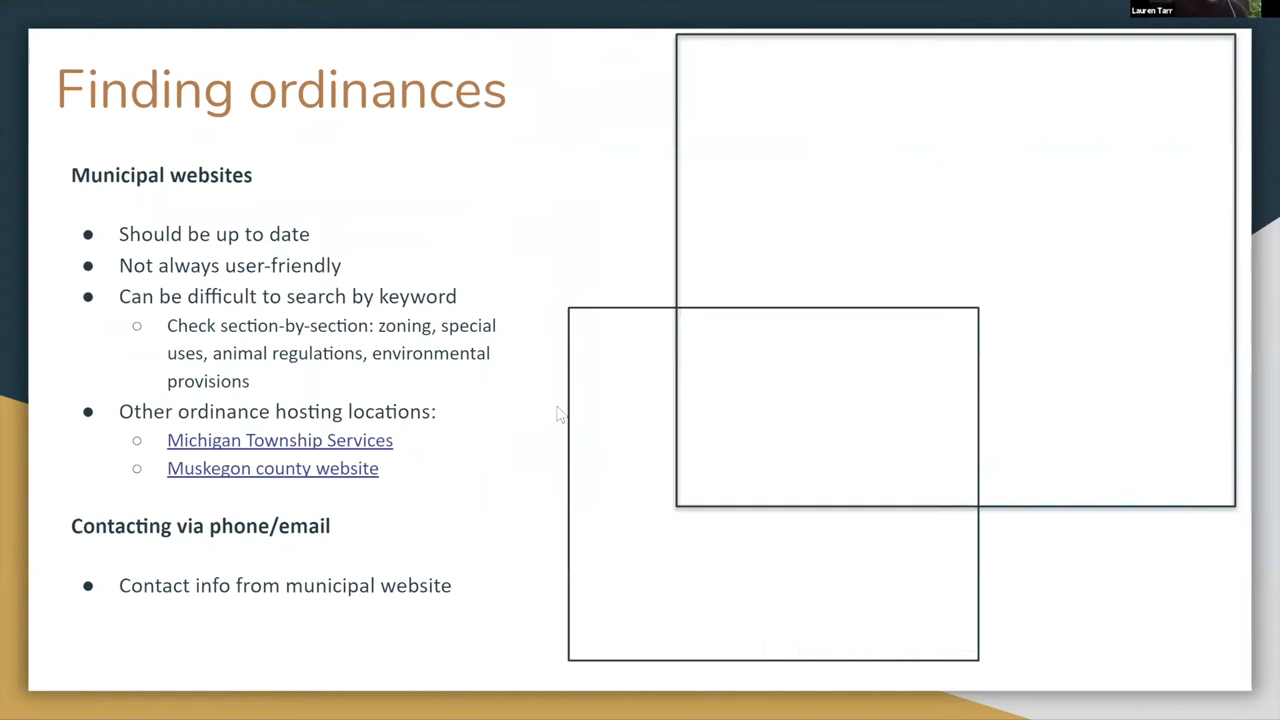 Lauren Tarr
Finding ordinances
Municipal websites
● Should be up to date
● Not always user-friendly
● Can be difficult to search by keyword
○ Check section-by-section: zoning, special
uses, animal regulations, environmental
provisions
● Other ordinance hosting locations:
○ Michigan Township Services
○ Muskegon county website
Contacting via phone/email
● Contact info from municipal website